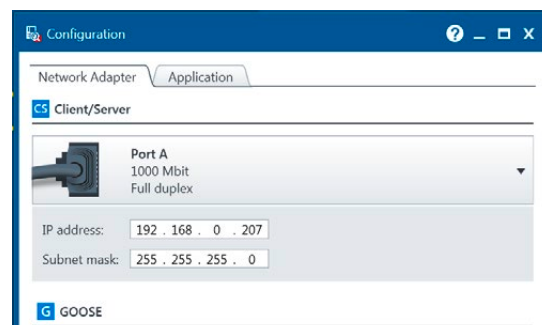 Configuration
Network Adapter Application
CS Client/Server
Port A
1000 Mbit
Full duplex
IP address: 192 . 168 . 0 . 207
Subnet mask: 255 . 255 . 255 . 0
G GOOSE